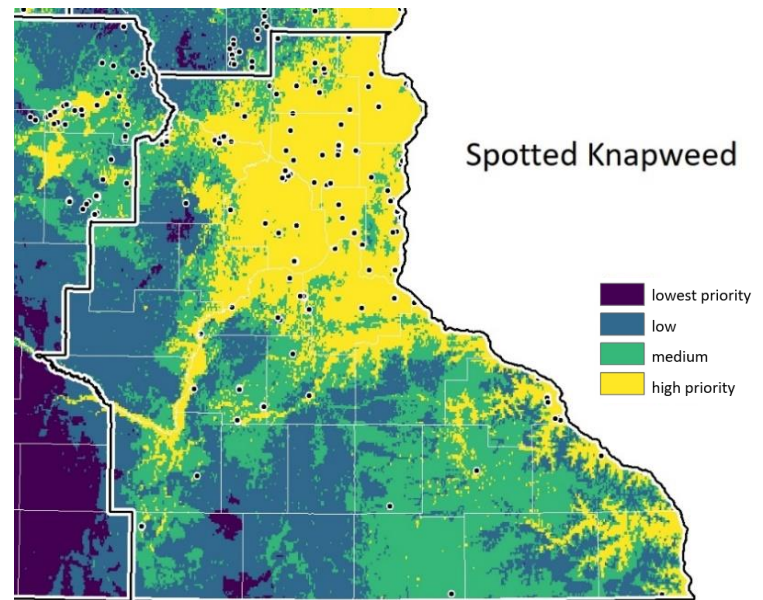 Spotted Knapweed
lowest priority
low
medium
high priority